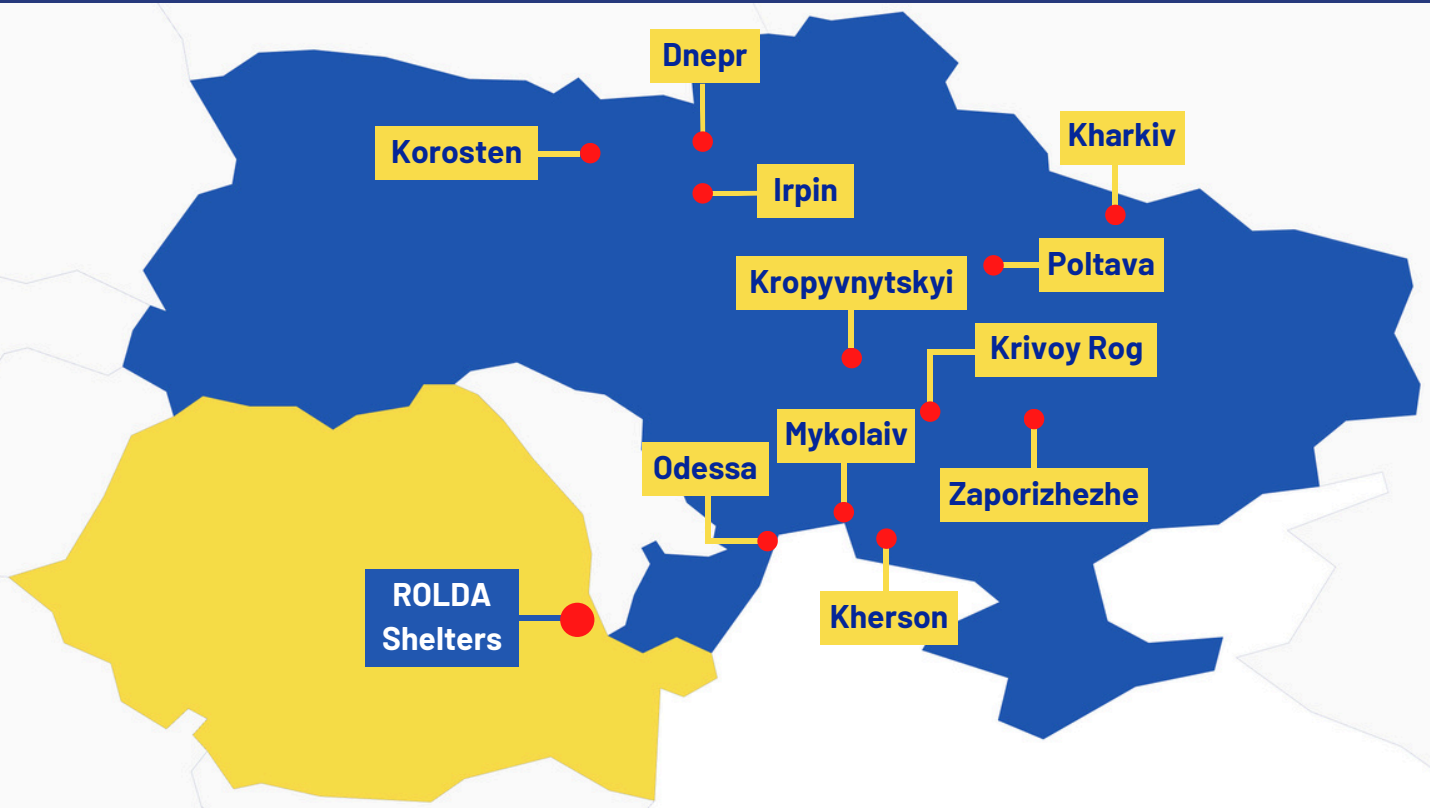 Dnepr
Korosten
Kharkiv
Irpin
Poltava
Kropyvnytskyi
Krivoy Rog
Mykolaiv
Odessa
Zaporizhezhe
ROLDA
Shelters
Kherson